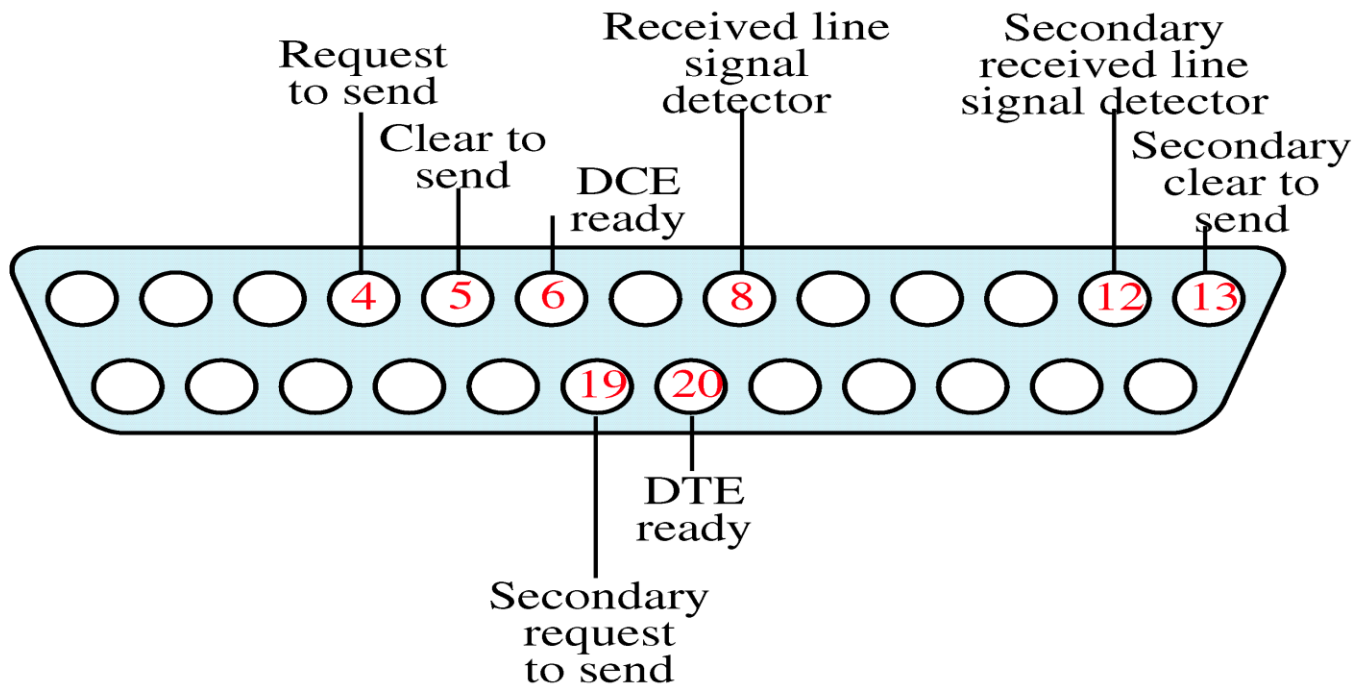 Request
to send
Clear to
send
DCE
ready
Received line
signal
detector
Secondary
received line
signal detector
Secondary
clear to
send
4 5 6 8 12 13
19 20
DTE
ready
Secondary
request
to send